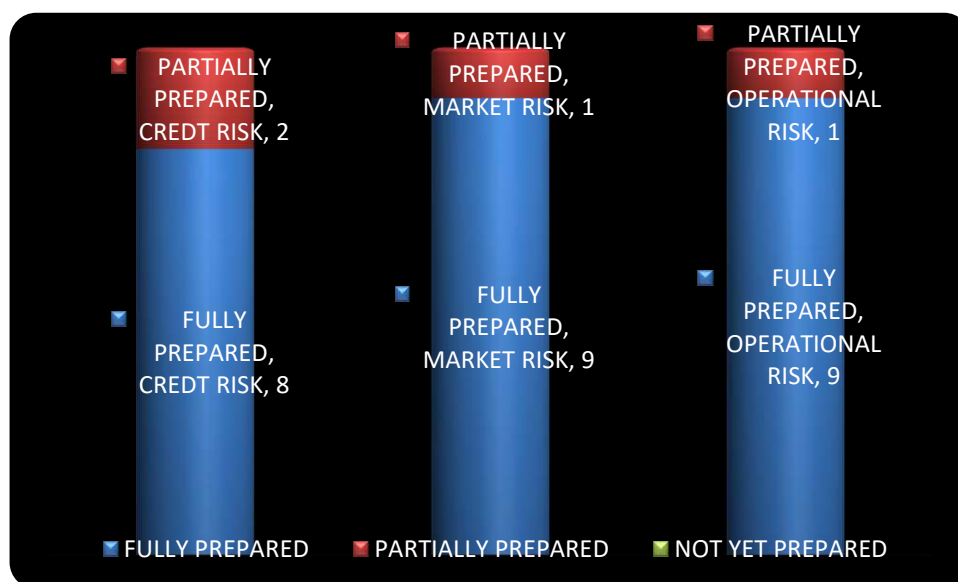 PARTIALLY
PREPARED,
CREDT RISK, 2
PARTIALLY
PREPARED,
MARKET RISK, 1
PARTIALLY
PREPARED,
OPERATIONAL
RISK, 1
FULLY
PREPARED,
CREDT RISK, 8
FULLY
PREPARED,
MARKET RISK, 9
FULLY
PREPARED,
OPERATIONAL
RISK, 9
FULLY PREPARED
PARTIALLY PREPARED
NOT YET PREPARED